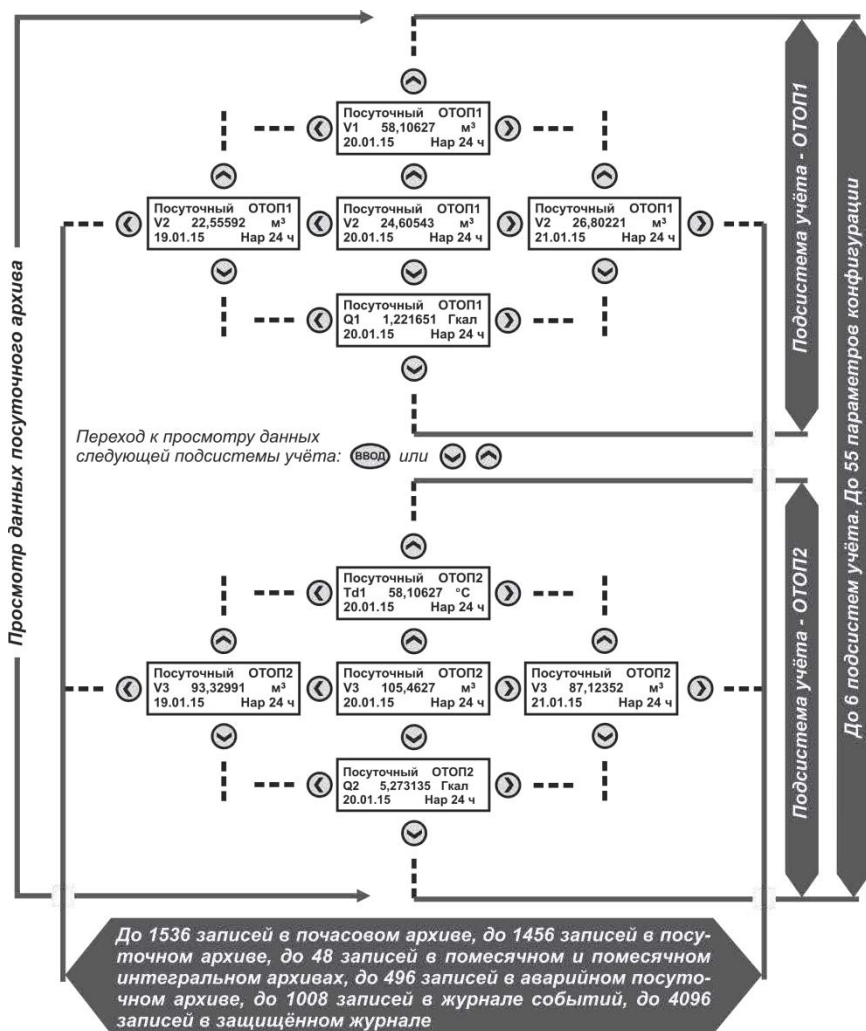 Просмотр данных посуточного архива
Посуточный ОТОП1
V1 58,10627 м³
20.01.15 Нар 24 ч
Посуточный ОТОП1
V2 22,55592 м³
19.01.15 Нар 24 ч
Посуточный ОТОП1
V2 24,60543 м³
20.01.15 Нар 24 ч
Посуточный ОТОП1
V2 26,80221 м³
21.01.15 Нар 24 ч
Посуточный ОТОП1
Q1 1,221651 Гкал
20.01.15 Нар 24 ч
Подсистема учёта - ОТОП1
До 6 подсистем учёта. До 55 параметров конфигурации
Переход к просмотру данных
следующей подсистемы учёта: ВВОД или
Посуточный ОТОП2
Td1 58,10627 °C
20.01.15 Нар 24 ч
Посуточный ОТОП2
V3 93,32991 м³
19.01.15 Нар 24 ч
Посуточный ОТОП2
V3 105,4627 м³
20.01.15 Нар 24 ч
Посуточный ОТОП2
V3 87,12352 м³
21.01.15 Нар 24 ч
Посуточный ОТОП2
Q2 5,273135 Гкал
20.01.15 Нар 24 ч
Подсистема учёта - ОТОП2
До 1536 записей в почасовом архиве, до 1456 записей в посу-
точном архиве, до 48 записей в помесячном и помесячном
интегральном архивах, до 496 записей в аварийном посуто-
чном архиве, до 1008 записей в журнале событий, до 4096
записей в защищённом журнале